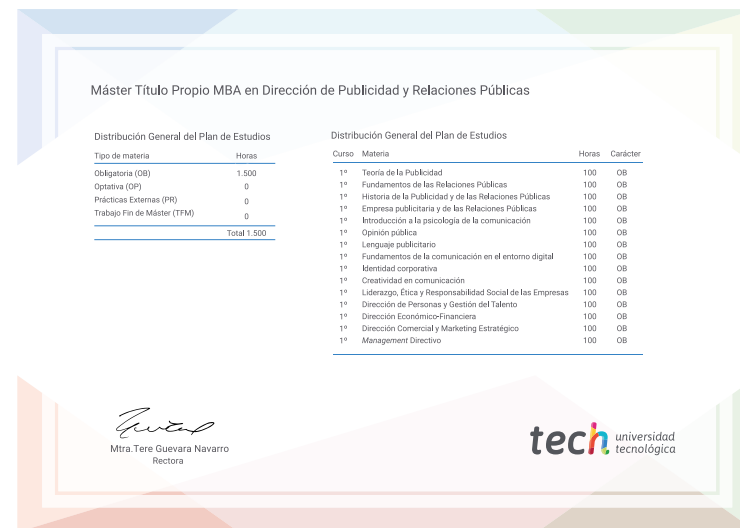 Máster Título Propio MBA en Dirección de Publicidad y Relaciones Públicas
Distribución General del Plan de Estudios
Tipo de materia Horas
Obligatoria (OB) 1.500
Optativa (OP) 0
Prácticas Externas (PR) 0
Trabajo Fin de Máster (TFM) 0
Total 1.500
Distribución General del Plan de Estudios
Curso Materia Horas Carácter
1º Teoría de la Publicidad 100 OB
1º Fundamentos de las Relaciones Públicas 100 OB
1º Historia de la Publicidad y de las Relaciones Públicas 100 OB
1º Empresa publicitaria y de las Relaciones Públicas 100 OB
1º Introducción a la psicología de la comunicación 100 OB
1º Opinión pública 100 OB
1º Lenguaje publicitario 100 OB
1º Fundamentos de la comunicación en el entorno digital 100 OB
1º Identidad corporativa 100 OB
1º Creatividad en comunicación 100 OB
1º Liderazgo, Ética y Responsabilidad Social de las Empresas 100 OB
1º Dirección de Personas y Gestión del Talento 100 OB
1º Dirección Económico-Financiera 100 OB
1º Dirección Comercial y Marketing Estratégico 100 OB
1º Management Directivo 100 OB
Mtra.Tere Guevara Navarro
Rectora
tech universidad
tecnológica